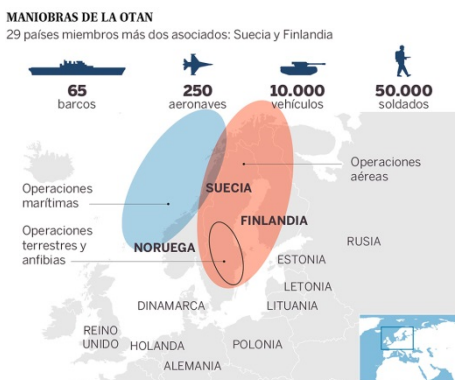 MANIOBRAS DE LA OTAN
29 países miembros más dos asociados: Suecia y Finlandia
65
barcos
250
aeronaves
10.000
vehículos
50.000
soldados
Operaciones
aéreas
Operaciones
marítimas
SUECIA
FINLANDIA
Operaciones
terrestres y
anfibias
NORUEGA
RUSIA
ESTONIA
LETONIA
LITUANIA
DINAMARCA
REINO
UNIDO
HOLANDA
POLONIA
ALEMANIA